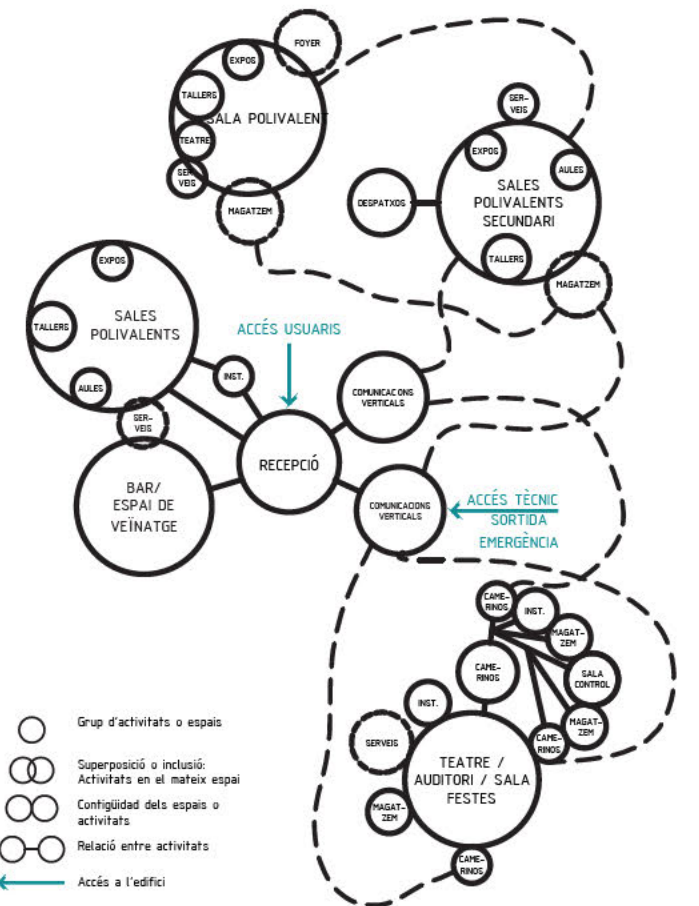 FOYER
EXPOS
TALLERS
SALA POLIVALENT
TEATRE
SER-
VEIS
MAGATZEM
SER-
VEIS
EXPOS
AULES
SALES
POLIVALENTS
SECUNDARI
DESPATXOS
TALLERS
MAGATZEM
EXPOS
SALES
POLIVALENTS
TALLERS
AULES
SER-
VEIS
INST.
ACCÉS USUARIS
COMUNICACIONS
VERTICALS
RECEPCIÓ
BAR/
ESPAI DE
VEÏNATGE
COMUNICACIONS
VERTICALS
ACCÉS TÈCNIC
SORTIDA
EMERGÈNCIA
CAME-
RINOS
INST.
MAGAT-
ZEM
SALA
CONTROL
MAGAT-
ZEM
CAME-
RINOS
CAME-
RINOS
INST.
SERVEIS
TEATRE /
AUDITORI / SALA
FESTES
MAGAT-
ZEM
CAME-
RINOS
Grup d'activitats o espais
Superposició o inclusió:
Activitats en el mateix espai
Contigüidad dels espais o
activitats
Relació entre activitats
Accés a l'edifici